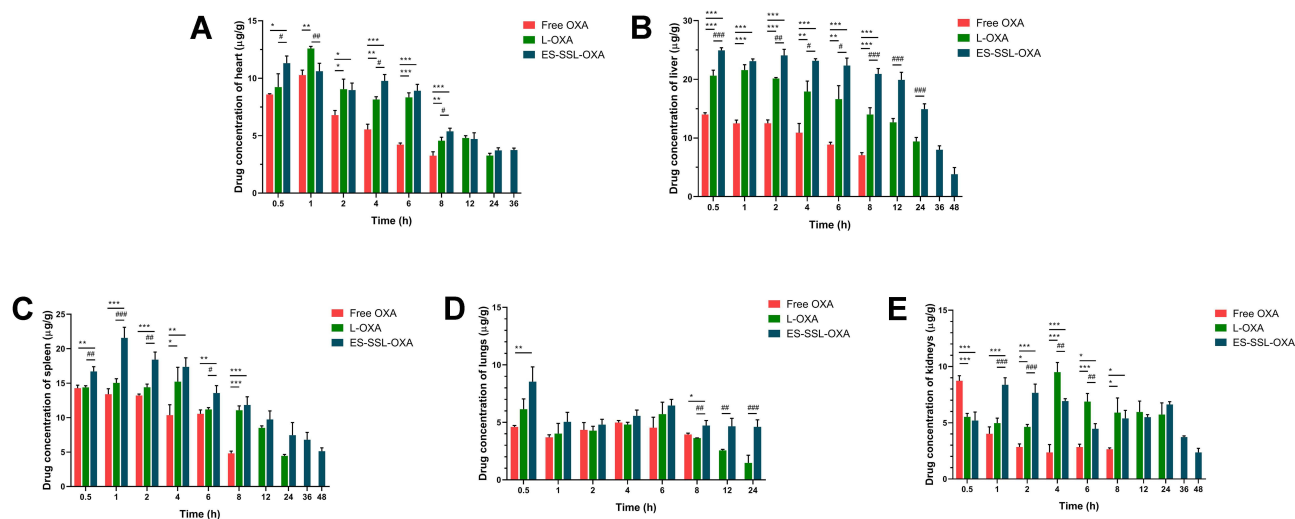 A
Drug concentration of heart (μg/g)
15
10
5
0
* # ** ## * * *** ** # *** *** *** ** #
0.5 1 2 4 6 8 12 24 36
Time (h)
Free OXA
L-OXA
ES-SSL-OXA
B
Drug concentration of liver (μg/g)
30
20
10
0
*** *** ### *** *** *** *** ## *** ** # *** ** # *** *** ### ### ###
0.5 1 2 4 6 8 12 24 36 48
Time (h)
Free OXA
L-OXA
ES-SSL-OXA
C
Drug concentration of spleen (μg/g)
25
20
15
10
5
0
** ## *** ### *** ## ** * ** # *** ***
0.5 1 2 4 6 8 12 24 36 48
Time (h)
Free OXA
L-OXA
ES-SSL-OXA
D
Drug concentration of lungs (μg/g)
15
10
5
0
** * ## ## ###
0.5 1 2 4 6 8 12 24
Time (h)
Free OXA
L-OXA
ES-SSL-OXA
E
Drug concentration of kidneys (μg/g)
15
10
5
0
*** *** *** ### *** * ### *** *** ## * *** ## * *
0.5 1 2 4 6 8 12 24 36 48
Time (h)
Free OXA
L-OXA
ES-SSL-OXA